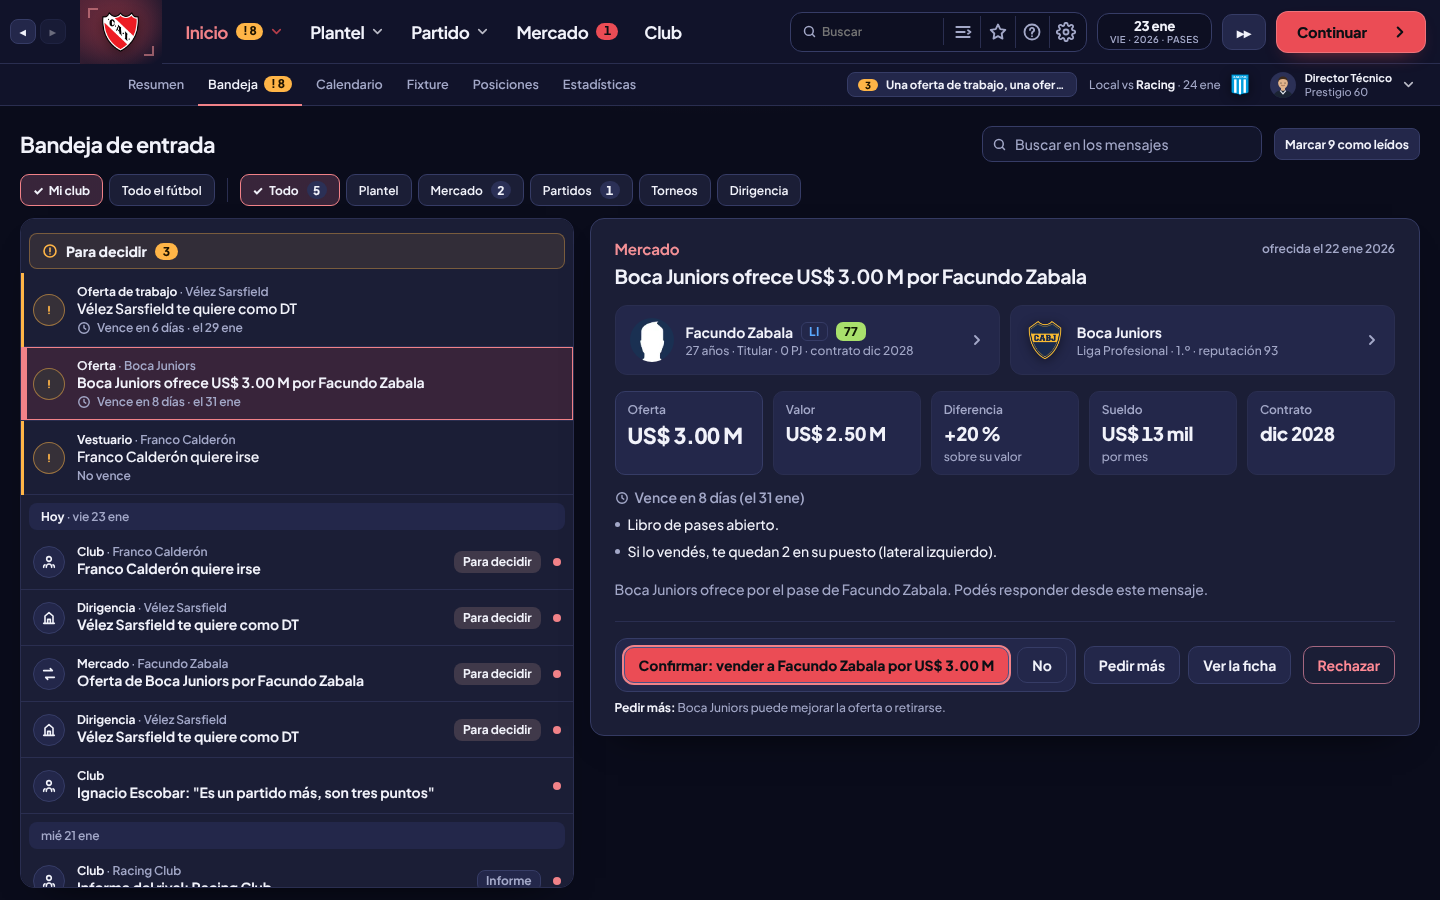 Inicio !8
Plantel
Partido
Mercado 1
Club
Buscar
23 ene
VIE · 2026 · PASES
Continuar
Resumen
Bandeja !8
Calendario
Fixture
Posiciones
Estadísticas
3 Una oferta de trabajo, una ofer...
Local vs Racing · 24 ene
Director Técnico
Prestigio 60
Bandeja de entrada
Buscar en los mensajes
Marcar 9 como leídos
Mi club
Todo el fútbol
Todo 5
Plantel
Mercado 2
Partidos 1
Torneos
Dirigencia
Para decidir 3
Oferta de trabajo · Vélez Sarsfield
! Vélez Sarsfield te quiere como DT
Vence en 6 días · el 29 ene
Oferta · Boca Juniors
! Boca Juniors ofrece US$ 3.00 M por Facundo Zabala
Vence en 8 días · el 31 ene
Vestuario · Franco Calderón
! Franco Calderón quiere irse
No vence
Hoy · vie 23 ene
Club · Franco Calderón
Franco Calderón quiere irse
Para decidir
Dirigencia · Vélez Sarsfield
Vélez Sarsfield te quiere como DT
Para decidir
Mercado · Facundo Zabala
Oferta de Boca Juniors por Facundo Zabala
Para decidir
Dirigencia · Vélez Sarsfield
Vélez Sarsfield te quiere como DT
Para decidir
Club
Ignacio Escobar: "Es un partido más, son tres puntos"
mié 21 ene
Club · Racing Club
Informe del rival: Racing Club
Informe
Mercado
ofrecida el 22 ene 2026
Boca Juniors ofrece US$ 3.00 M por Facundo Zabala
Facundo Zabala LI 77
27 años · Titular · 0 PJ · contrato dic 2028
CABJ
Boca Juniors
Liga Profesional · 1.º · reputación 93
Oferta
US$ 3.00 M
Valor
US$ 2.50 M
Diferencia
+20 %
sobre su valor
Sueldo
US$ 13 mil
por mes
Contrato
dic 2028
Vence en 8 días (el 31 ene)
• Libro de pases abierto.
• Si lo vendés, te quedan 2 en su puesto (lateral izquierdo).
Boca Juniors ofrece por el pase de Facundo Zabala. Podés responder desde este mensaje.
Confirmar: vender a Facundo Zabala por US$ 3.00 M
No
Pedir más
Ver la ficha
Rechazar
Pedir más: Boca Juniors puede mejorar la oferta o retirarse.